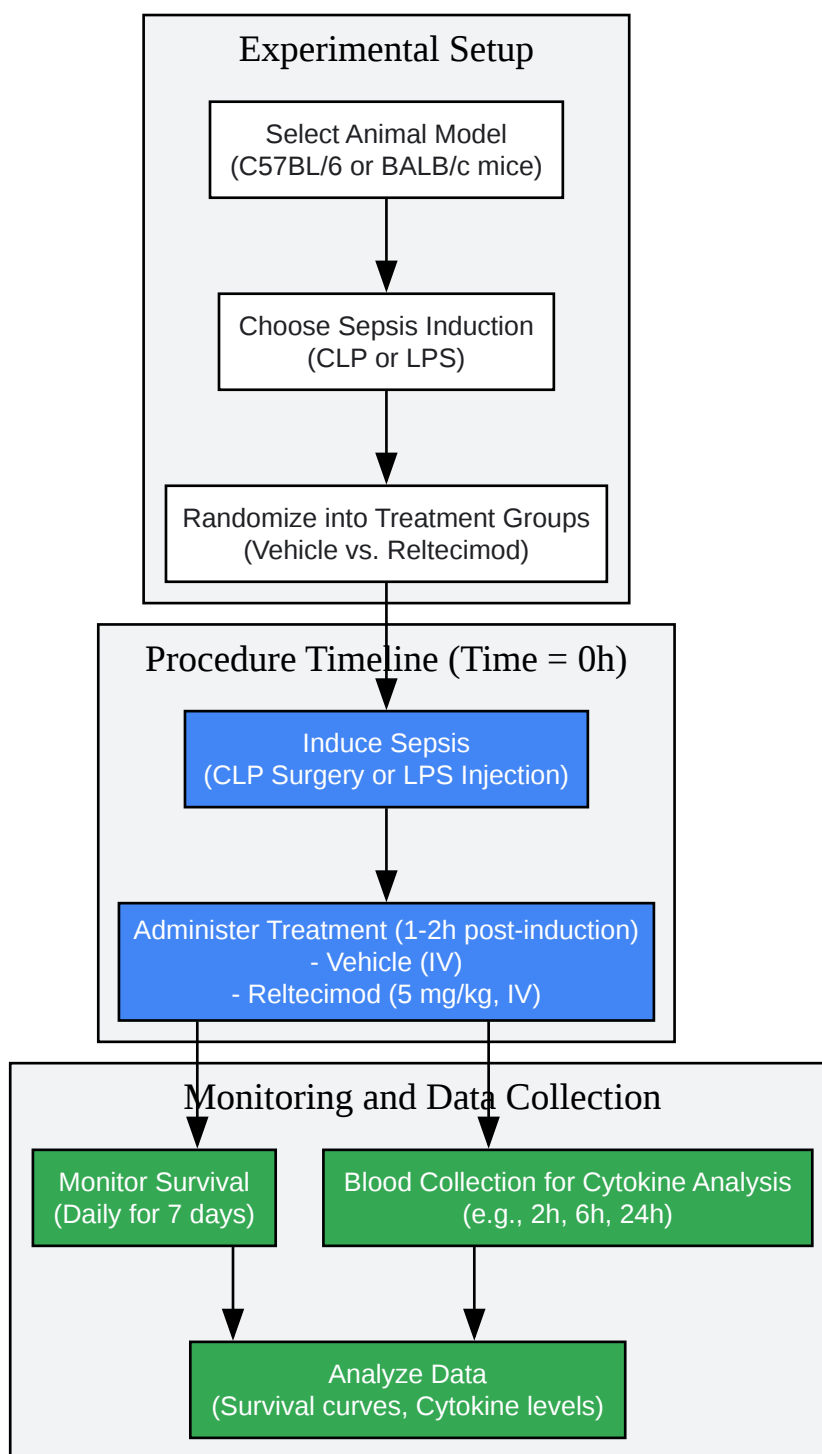 Experimental Setup
Select Animal Model
(C57BL/6 or BALB/c mice)
Choose Sepsis Induction
(CLP or LPS)
Randomize into Treatment Groups
(Vehicle vs. Reltecimod)
Procedure Timeline (Time = 0h)
Induce Sepsis
(CLP Surgery or LPS Injection)
Administer Treatment (1-2h post-induction)
- Vehicle (IV)
- Reltecimod (5 mg/kg, IV)
Monitoring and Data Collection
Monitor Survival
(Daily for 7 days)
Blood Collection for Cytokine Analysis
(e.g., 2h, 6h, 24h)
Analyze Data
(Survival curves, Cytokine levels)